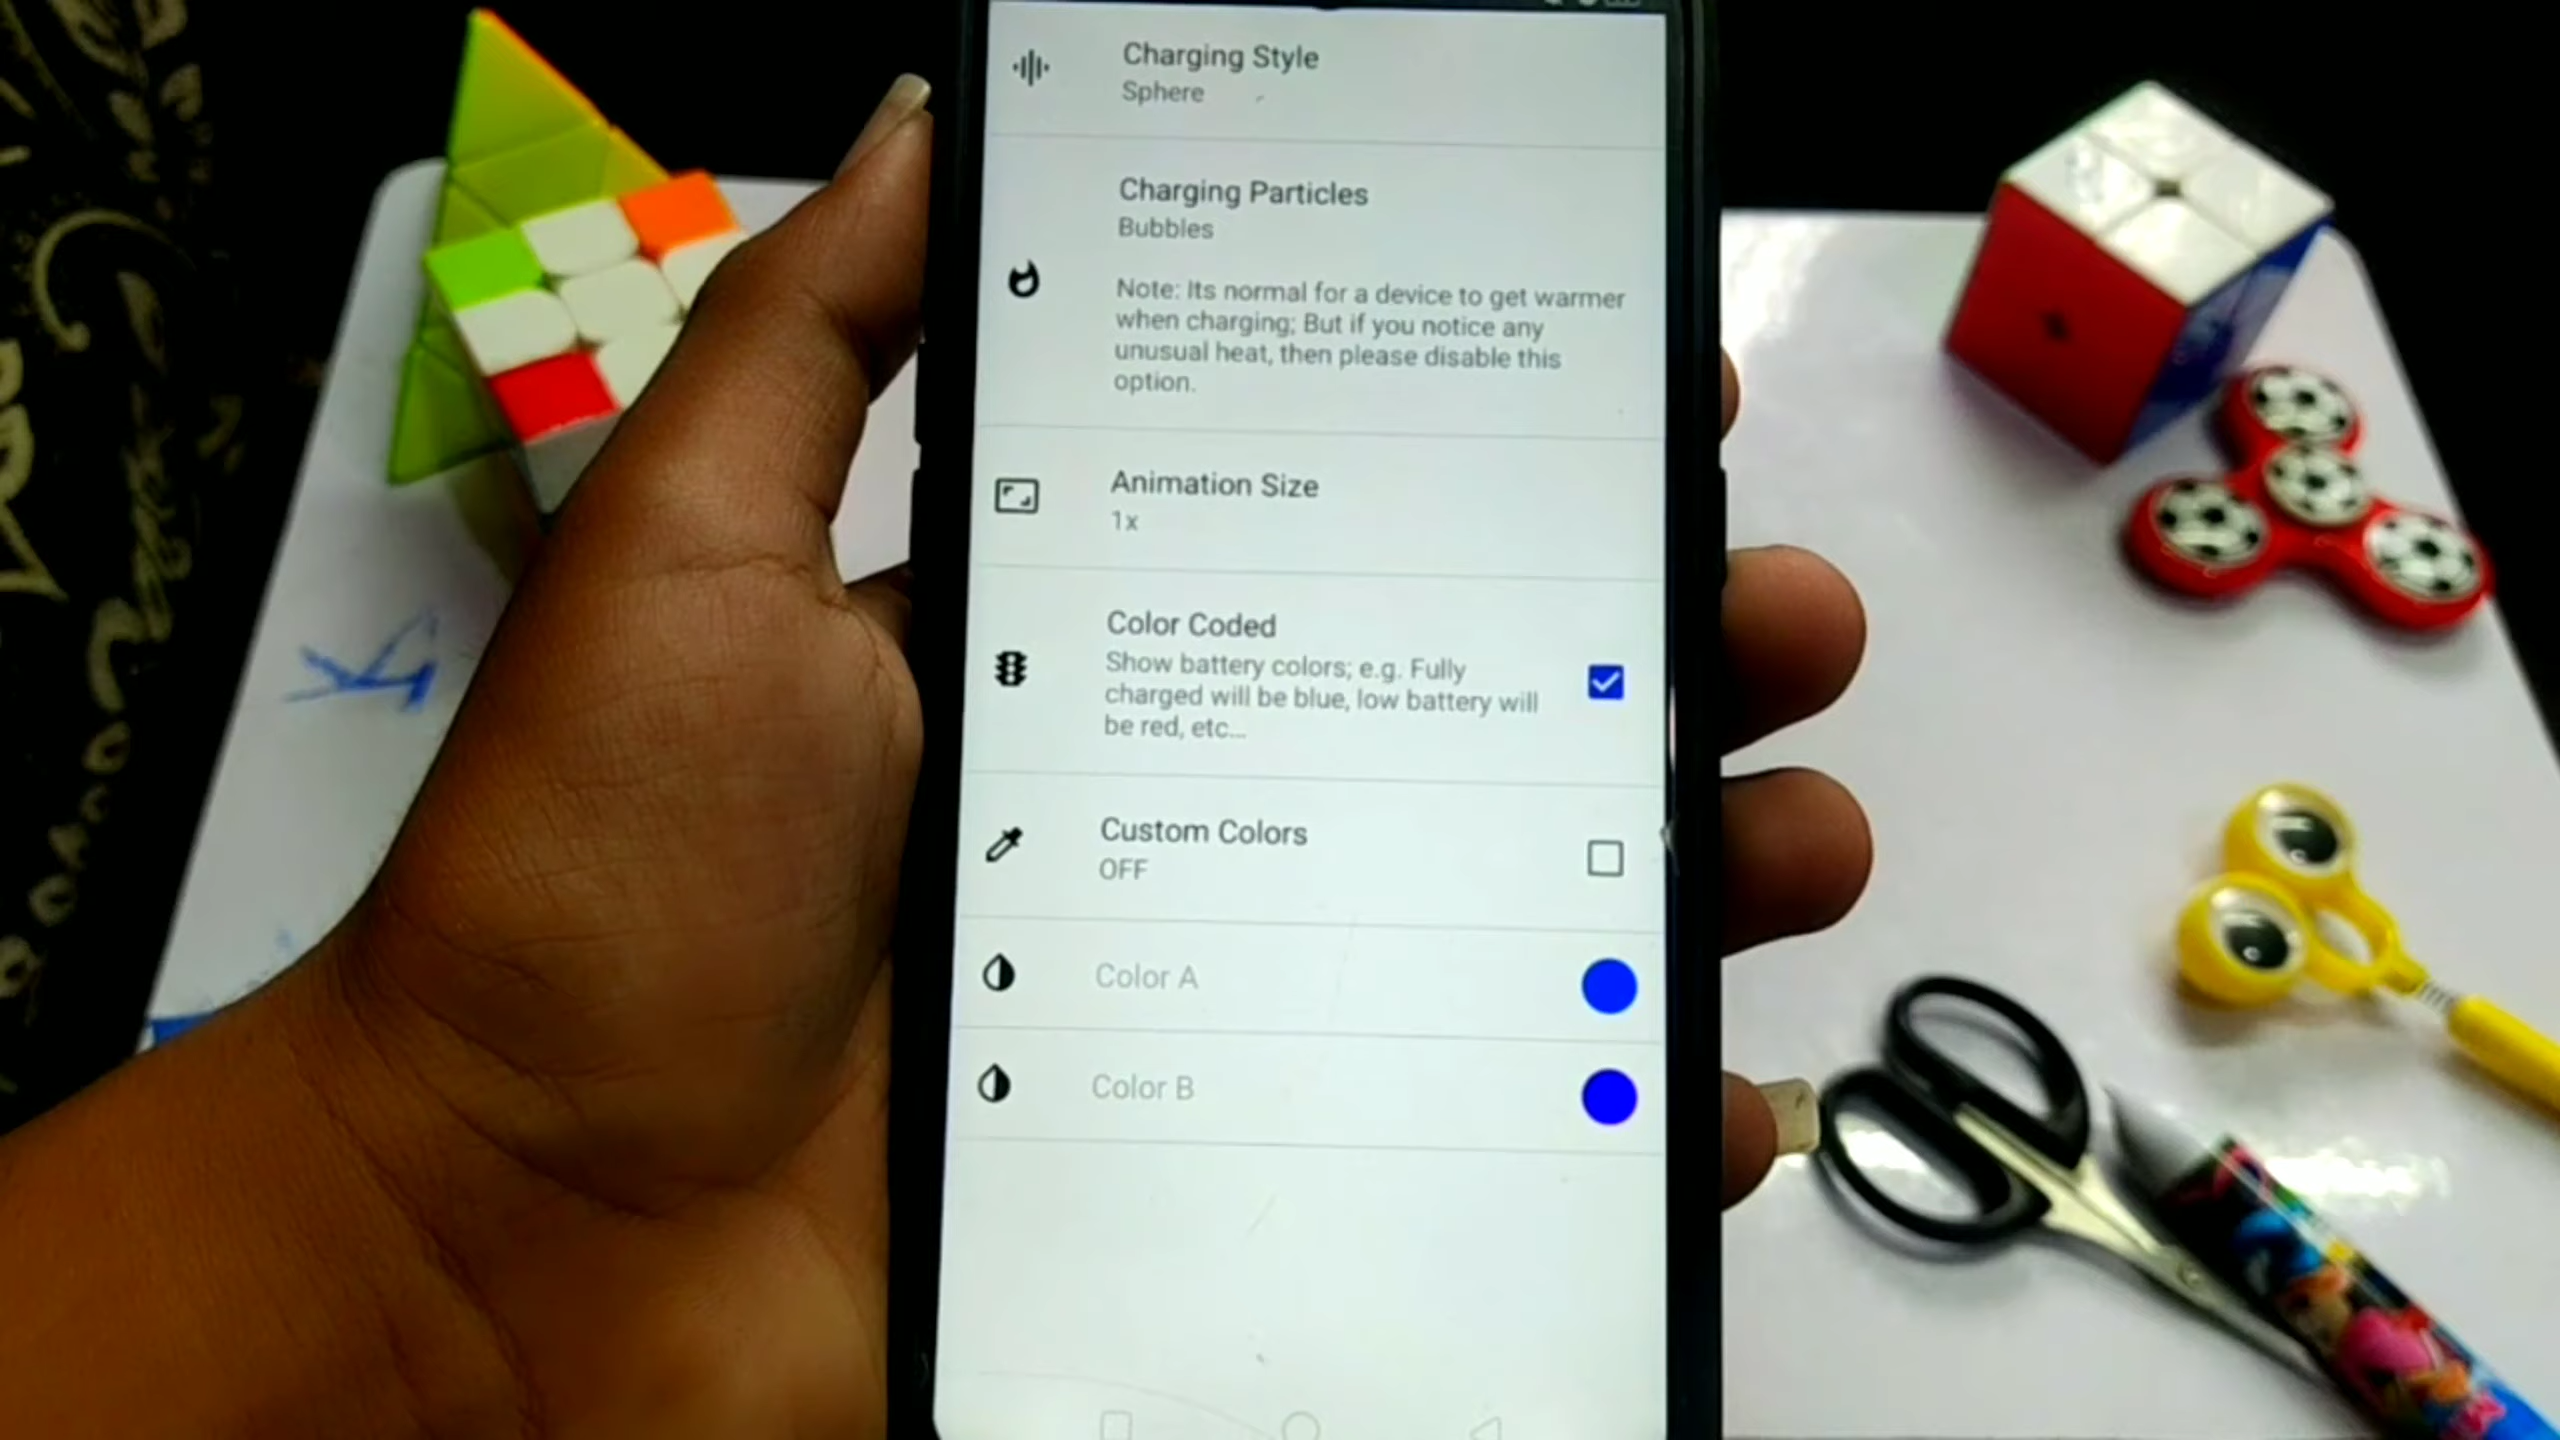 Charging Style
Sphere
Charging Particles
Bubbles
Note: Its normal for a device to get warmer
when charging; But if you notice any
unusual heat, then please disable this
option.
Animation Size
1x
Color Coded
Show battery colors; e.g. Fully
charged will be blue, low battery will
be red, etc...
Custom Colors
OFF
Color A
Color B